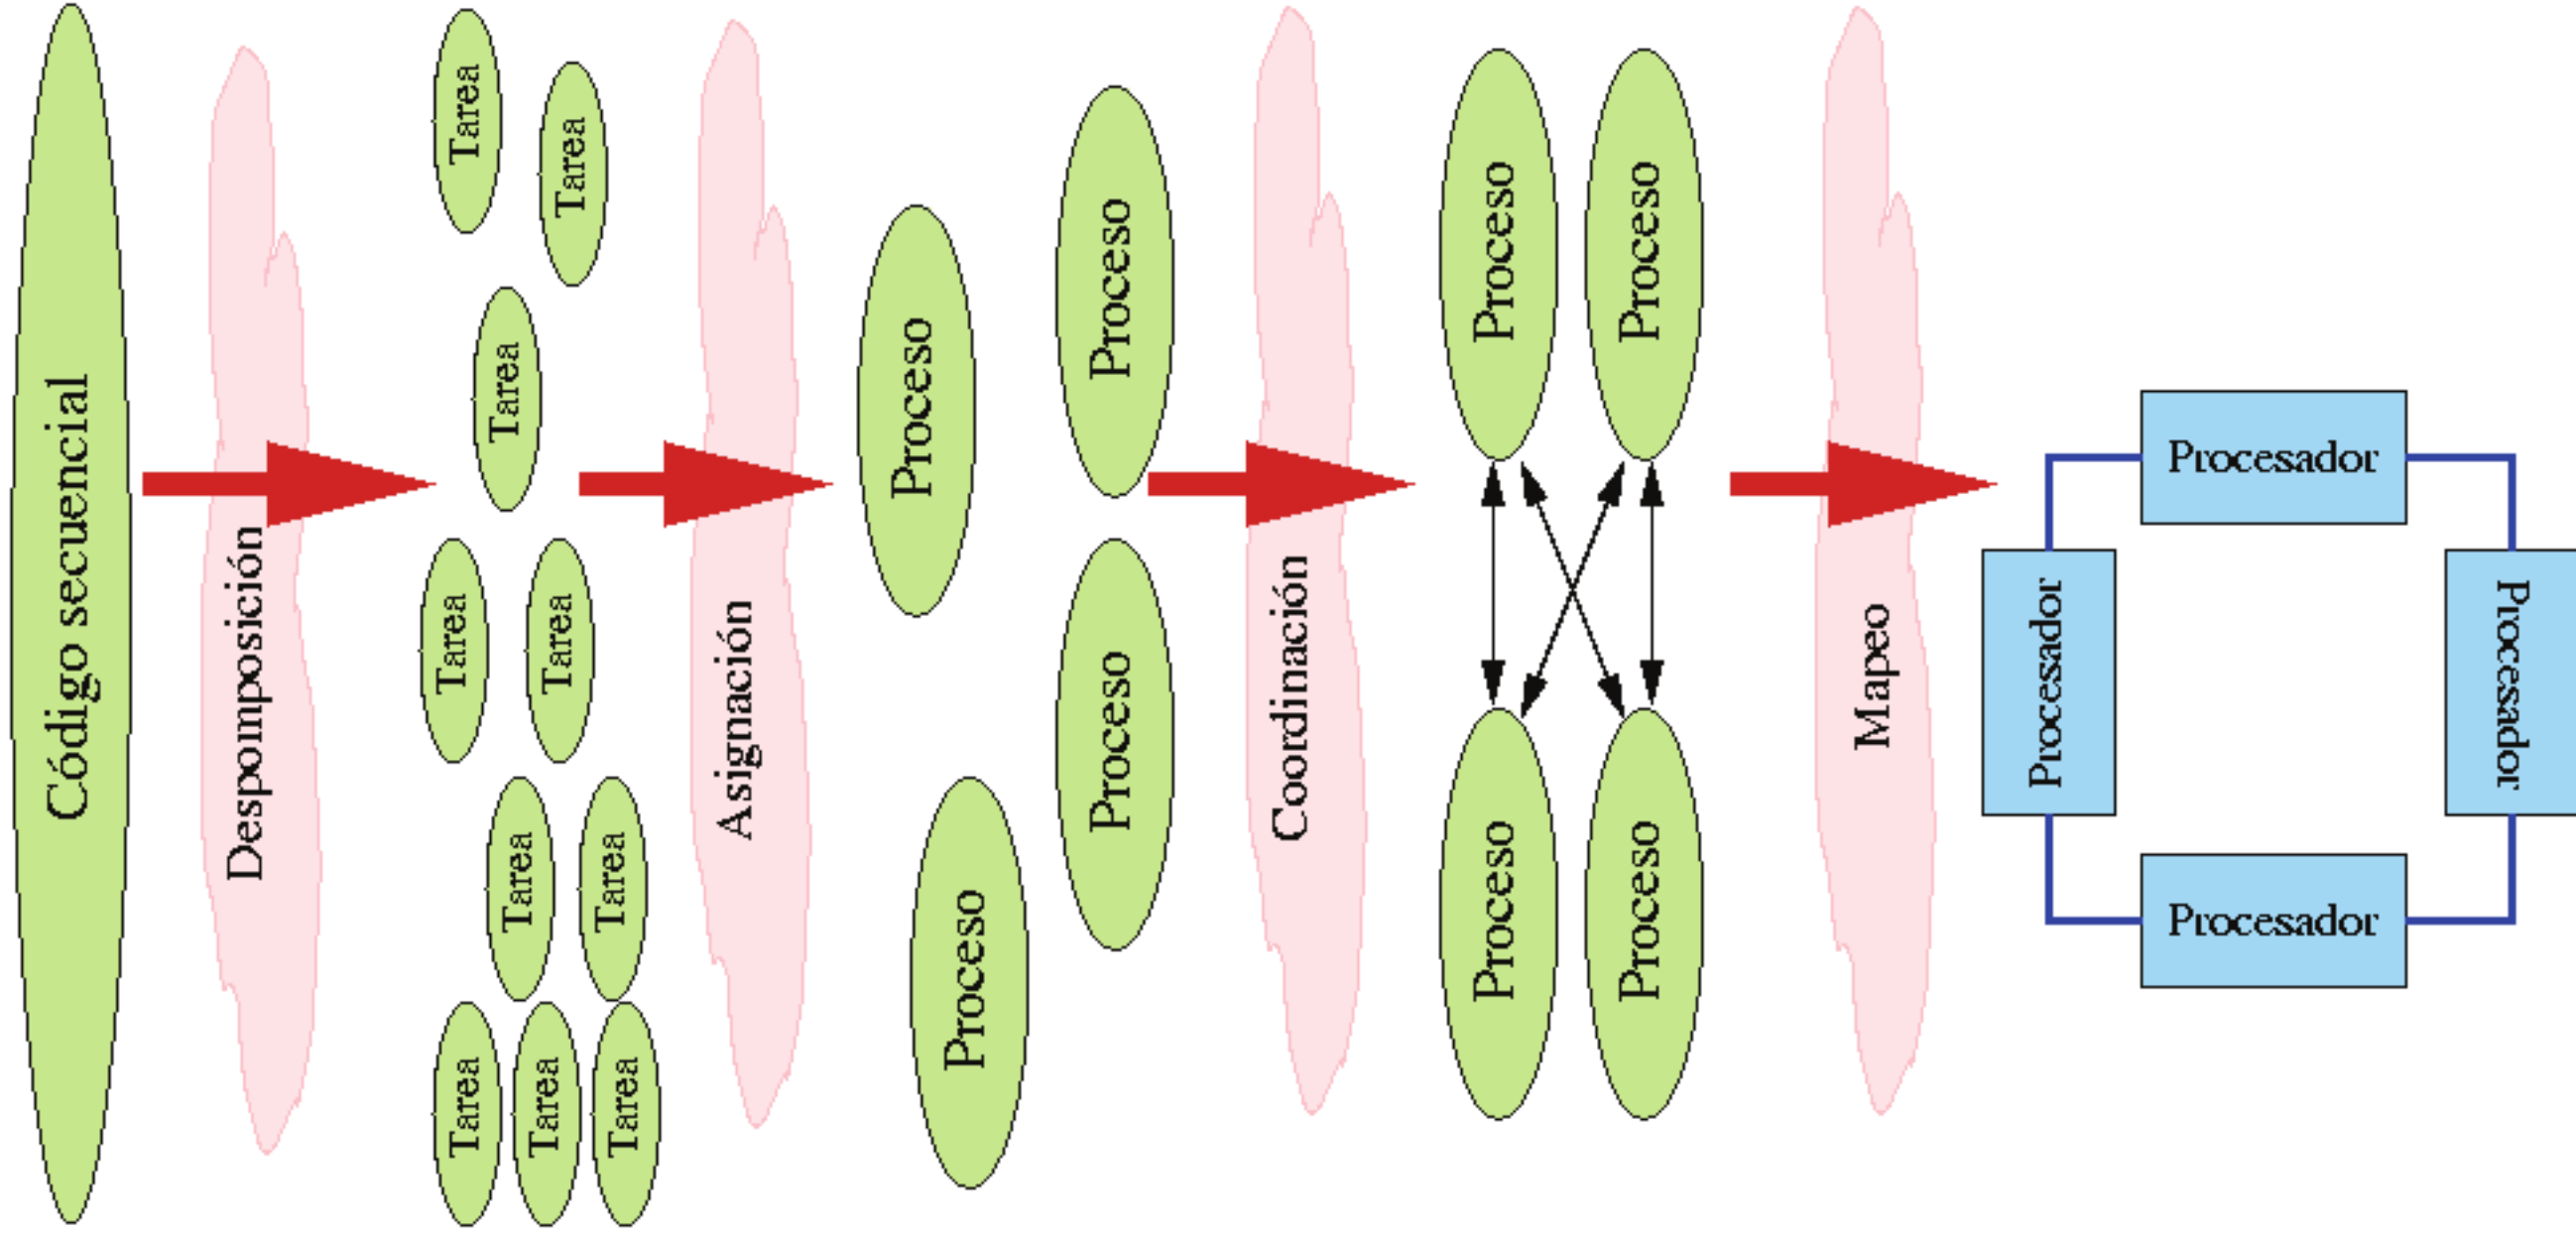 Código secuencial
Despomposición
Tarea
Tarea
Tarea
Tarea
Tarea
Tarea
Tarea
Tarea
Tarea
Tarea
Asignación
Proceso
Proceso
Proceso
Proceso
Coordinación
Proceso
Proceso
Proceso
Proceso
Mapeo
Procesador
Procesador
Procesador
Procesador